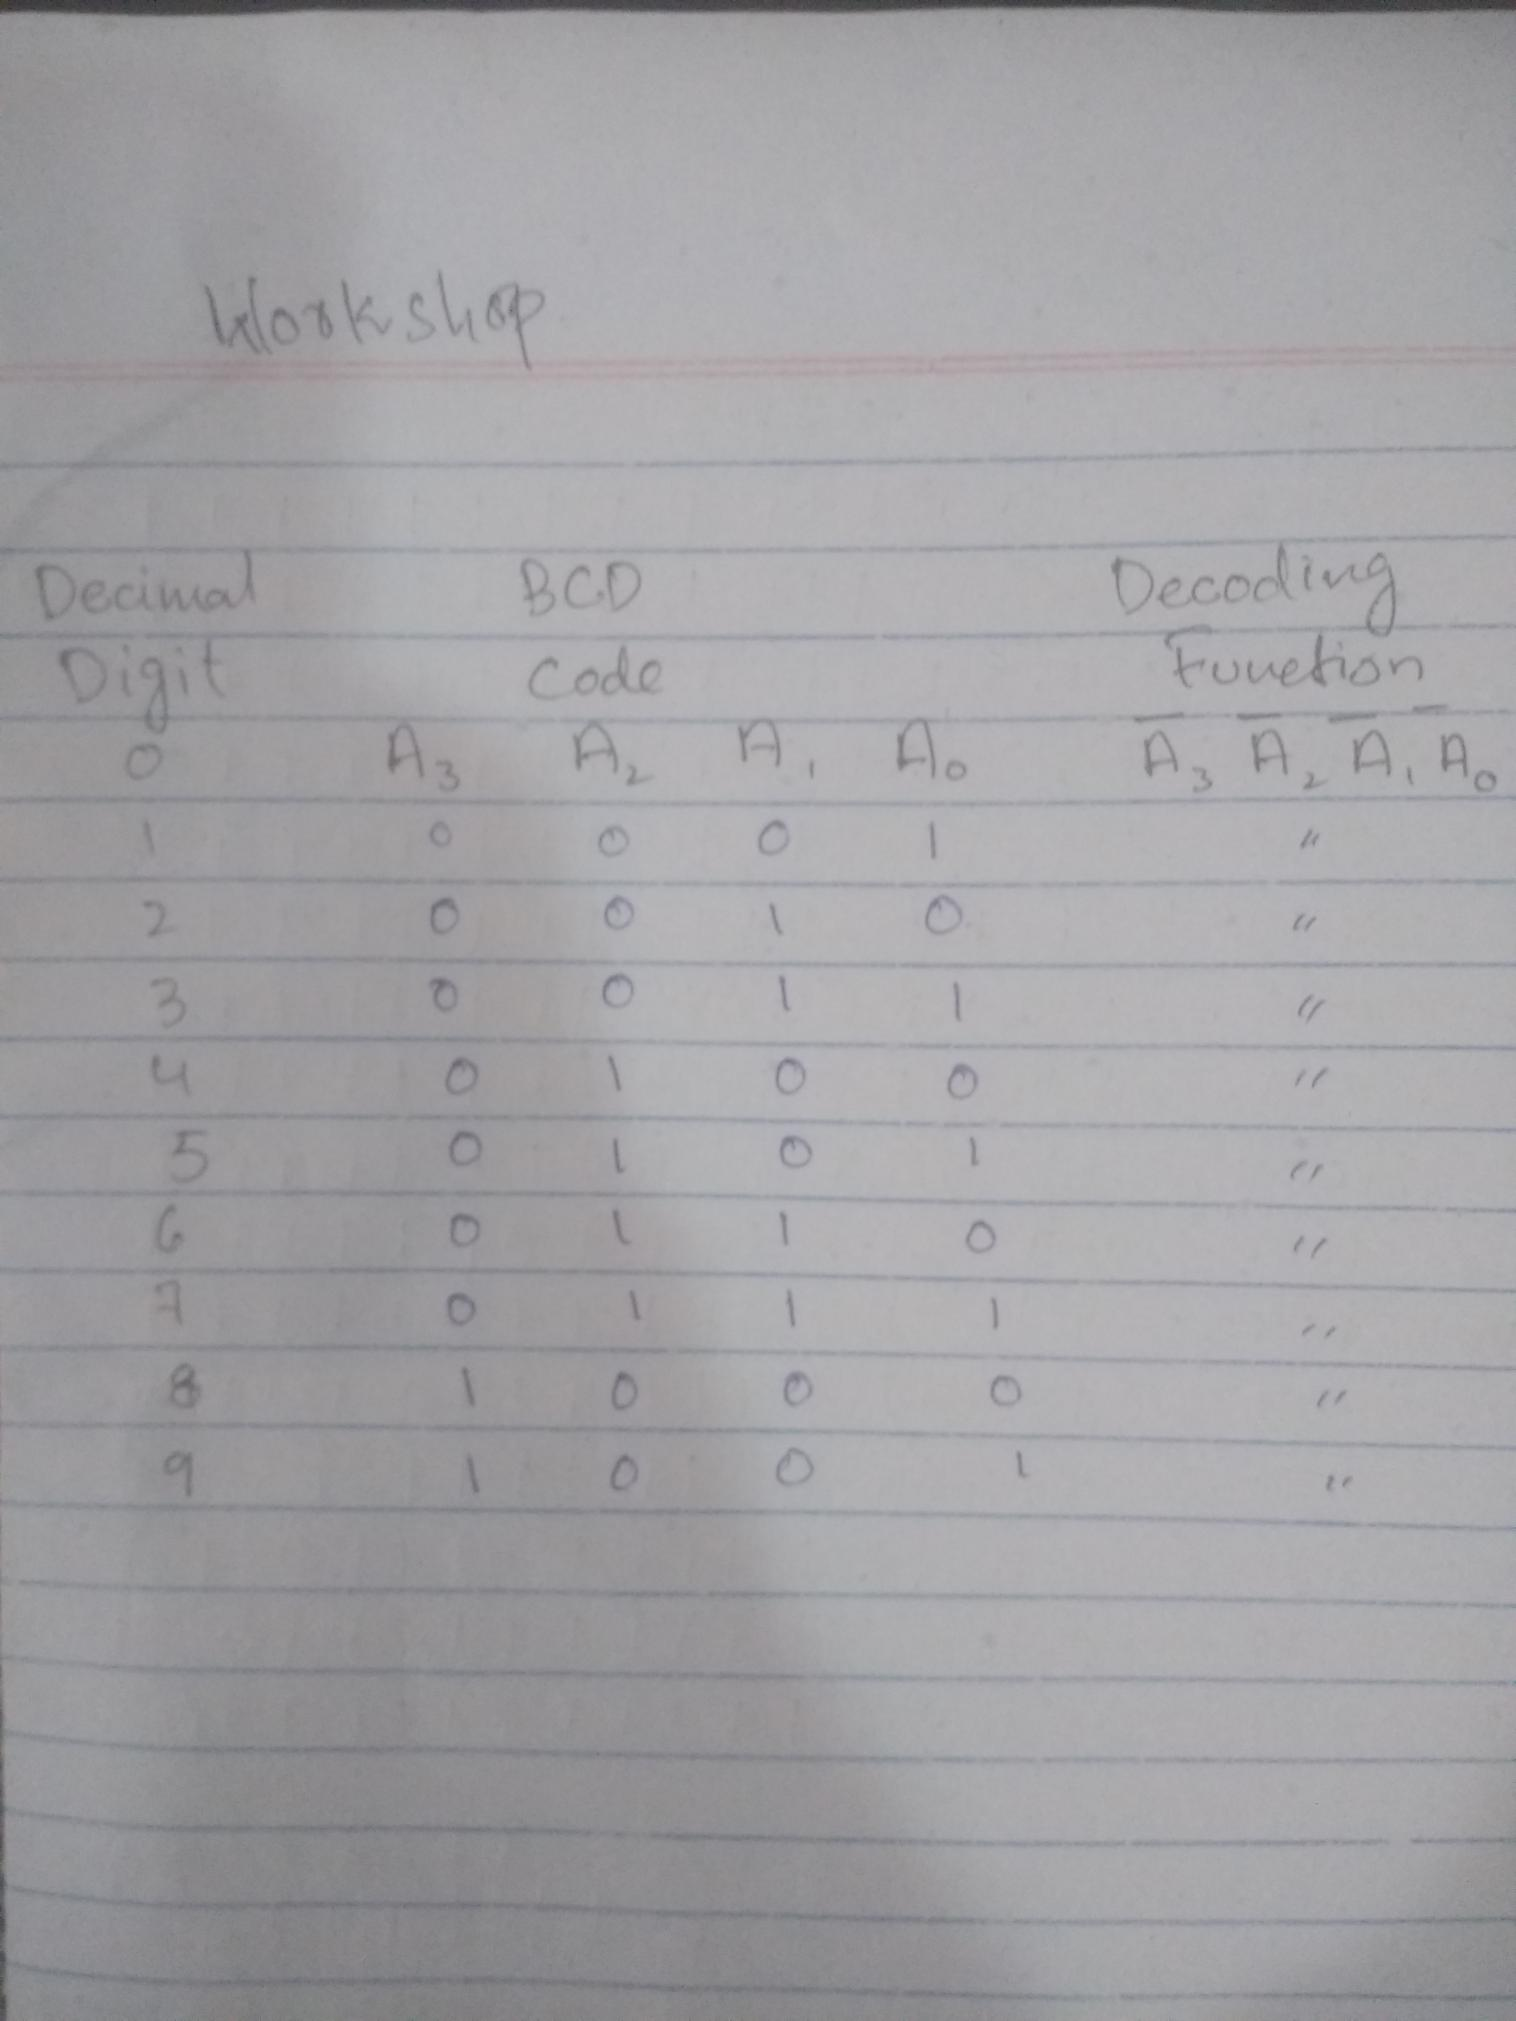 Workshop
Decimal BCD Decoding
Digit Code Function
0 A₃ A₂ A₁ A₀ A̅₃ A̅₂ A̅₁ A̅₀
1 0 0 0 1 "
2 0 0 1 0 "
3 0 0 1 1 "
4 0 1 0 0 "
5 0 1 0 1 "
6 0 1 1 0 "
7 0 1 1 1 "
8 1 0 0 0 "
9 1 0 0 1 "